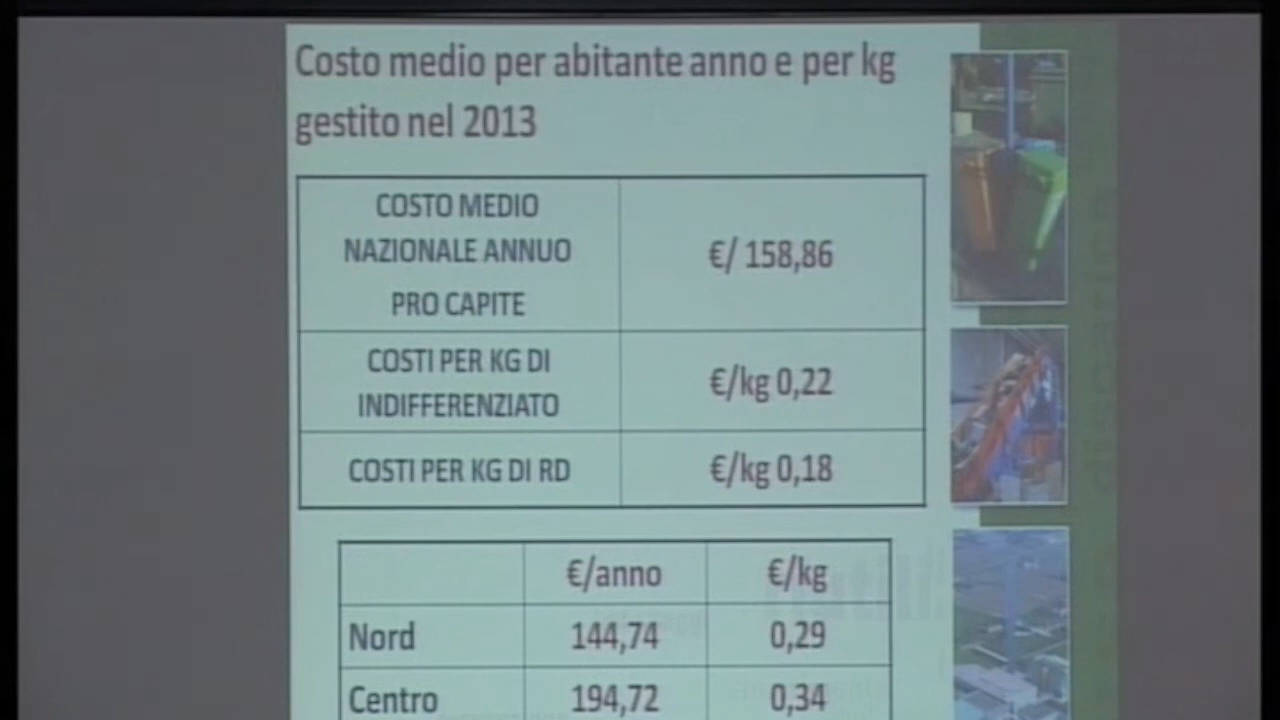 Costo medio per abitante anno e per kg
gestito nel 2013
COSTO MEDIO
NAZIONALE ANNUO
PRO CAPITE
€/ 158,86
COSTI PER KG DI
INDIFFERENZIATO
€/kg 0,22
COSTI PER KG DI RD
€/kg 0,18
€/anno
€/kg
Nord
144,74
0,29
Centro
194,72
0,34